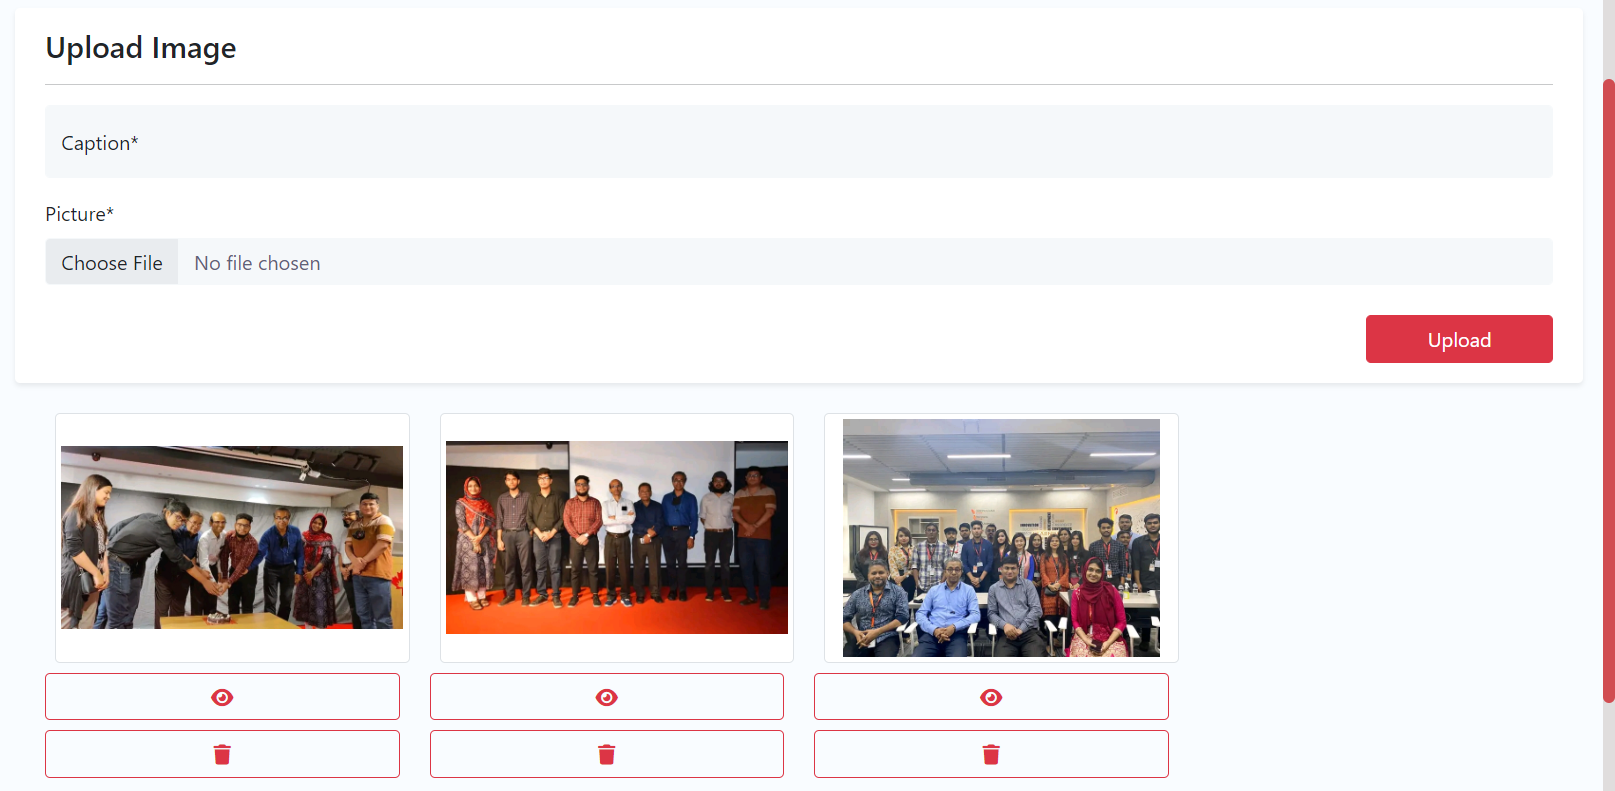 Upload Image
Caption*
Picture*
Choose File No file chosen
Upload